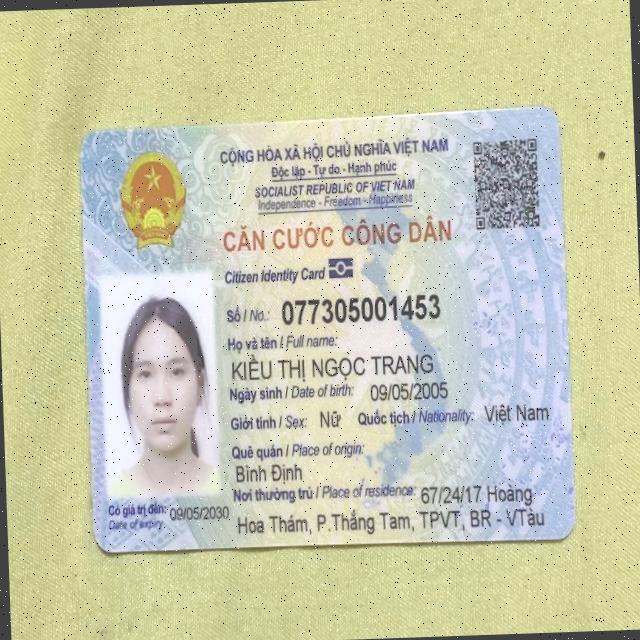 CỘNG HÒA XÃ HỘI CHỦ NGHĨA VIỆT NAM
Độc lập - Tự do - Hạnh phúc
SOCIALIST REPUBLIC OF VIET NAM
Independence - Freedom - Happiness
CĂN CƯỚC CÔNG DÂN
Citizen Identity Card
Số / No.: 077305001453
Họ và tên / Full name:
KIỀU THỊ NGỌC TRANG
Ngày sinh / Date of birth: 09/05/2005
Giới tính / Sex: Nữ Quốc tịch / Nationality: Việt Nam
Quê quán / Place of origin:
Bình Định
Nơi thường trú / Place of residence: 67/24/17 Hoàng
Hoa Thám, P Thắng Tam, TPVT, BR - VTàu
Có giá trị đến: 09/05/2030
Date of expiry: